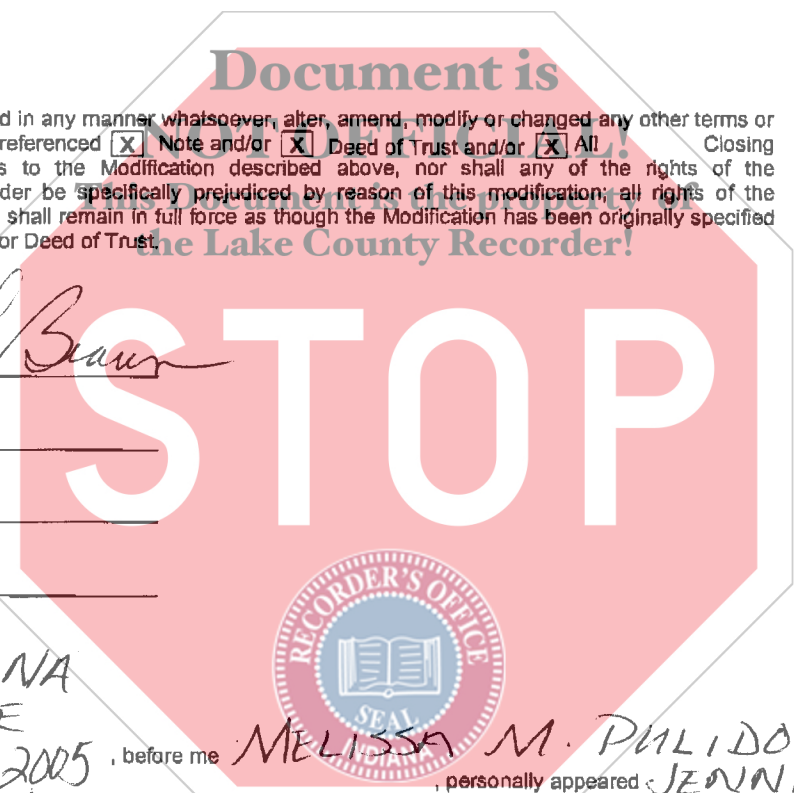 Document is
NOT OFFICIAL!
This Document is the property of
the Lake County Recorder!
d in any manner whatsoever, alter, amend, modify or changed any other terms or
referenced X Note and/or X Deed of Trust and/or X All Closing
s to the Modification described above, nor shall any of the rights of the
der be specifically prejudiced by reason of this modification; all rights of the
shall remain in full force as though the Modification has been originally specified
or Deed of Trust.
STOP
RECORDER'S OFFICE
SEAL
INDIANA
NA
E
2005 , before me MELISSA M. PULIDO
, personally appeared JENN